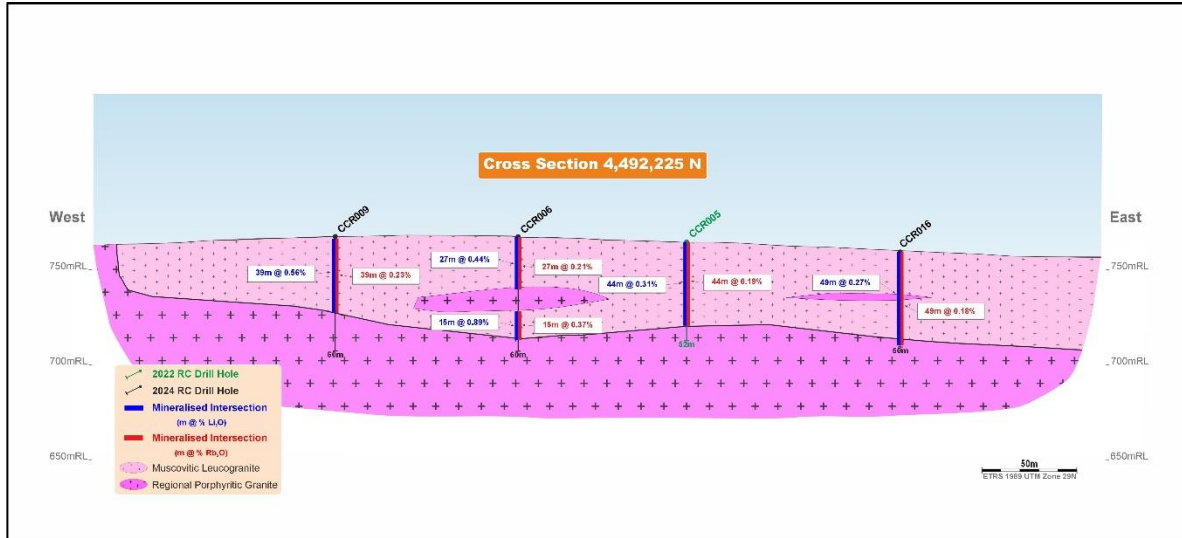 Cross Section 4,492,225 N
West
East
CCR009
CCR006
CCR005
CCR016
750mRL
750mRL
27m @ 0.44%
27m @ 0.21%
39m @ 0.56%
39m @ 0.23%
44m @ 0.31%
44m @ 0.19%
49m @ 0.27%
49m @ 0.18%
15m @ 0.89%
15m @ 0.37%
60m
60m
700mRL
700mRL
2022 RC Drill Hole
2024 RC Drill Hole
Mineralised Intersection
(m @ % Li₂O)
Mineralised Intersection
(m @ % Rb₂O)
Muscovitic Leucogranite
Regional Porphyritic Granite
650mRL
650mRL
50m
ETRS 1989 UTM Zone 29N